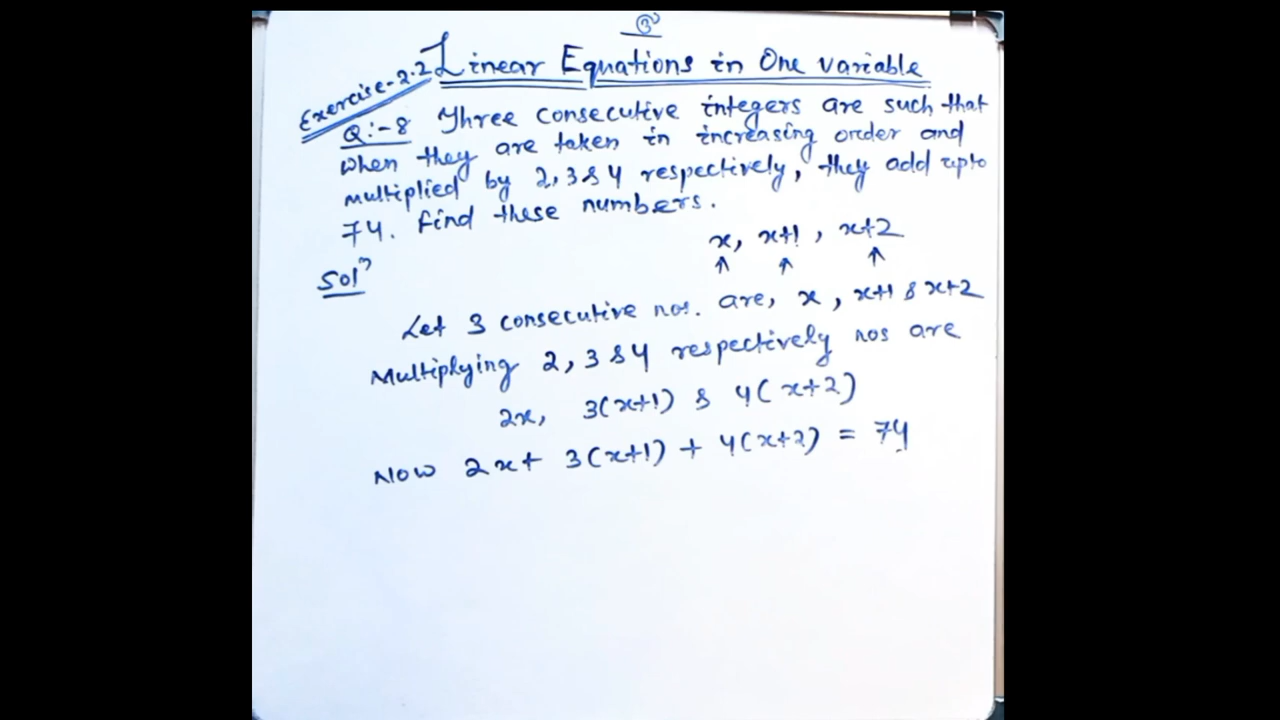 3
Linear Equations in One variable
Exercise-2.2
Q:-8 Three consecutive integers are such that
when they are taken in increasing order and
multiplied by 2, 3 & 4 respectively, they add upto
74. Find these numbers.
x, x+1, x+2
↑ ↑ ↑
Solⁿ
Let 3 consecutive nos. are, x, x+1 & x+2
Multiplying 2, 3 & 4 respectively nos are
2x, 3(x+1) & 4(x+2)
Now 2x + 3(x+1) + 4(x+2) = 74